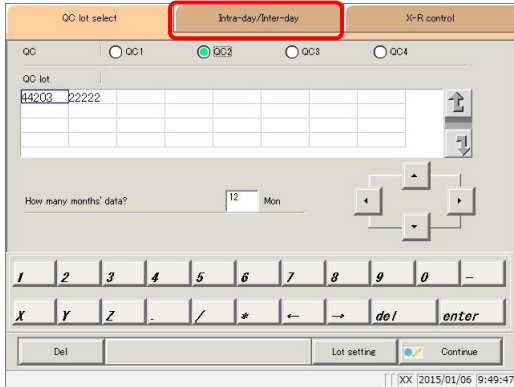 QC lot select Intra-day/Inter-day X-R control
QC QC1 QC2 QC3 QC4
QC lot
44203 22222
How many months' data? 12 Mon
1 2 3 4 5 6 7 8 9 0 -
X Y Z . / * ← → del enter
Del Lot setting Continue
XX 2015/01/06 9:49:47